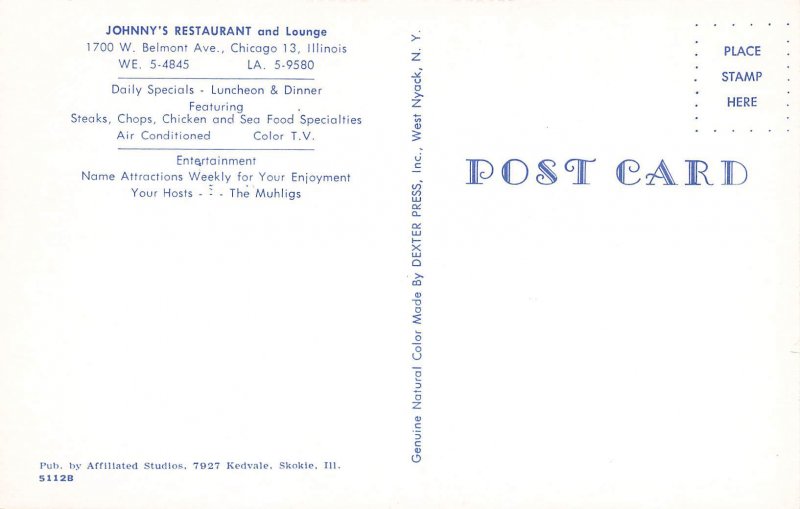 JOHNNY'S RESTAURANT and Lounge
1700 W. Belmont Ave., Chicago 13, Illinois
WE. 5-4845 LA. 5-9580
Daily Specials - Luncheon & Dinner
Featuring
Steaks, Chops, Chicken and Sea Food Specialties
Air Conditioned Color T.V.
Entertainment
Name Attractions Weekly for Your Enjoyment
Your Hosts - - - The Muhligs
Pub. by Affiliated Studios, 7927 Kedvale, Skokie, Ill.
51128
Genuine Natural Color Made By DEXTER PRESS, Inc., West Nyack, N. Y.
POST CARD
PLACE
STAMP
HERE